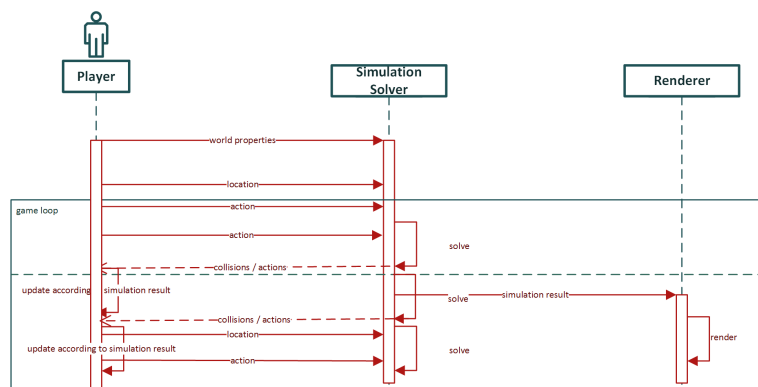 Player
Simulation
Solver
Renderer
world properties
location
action
game loop
action
solve
collisions / actions
update according
simulation result
solve
simulation result
collisions / actions
location
render
update according to simulation result
solve
action